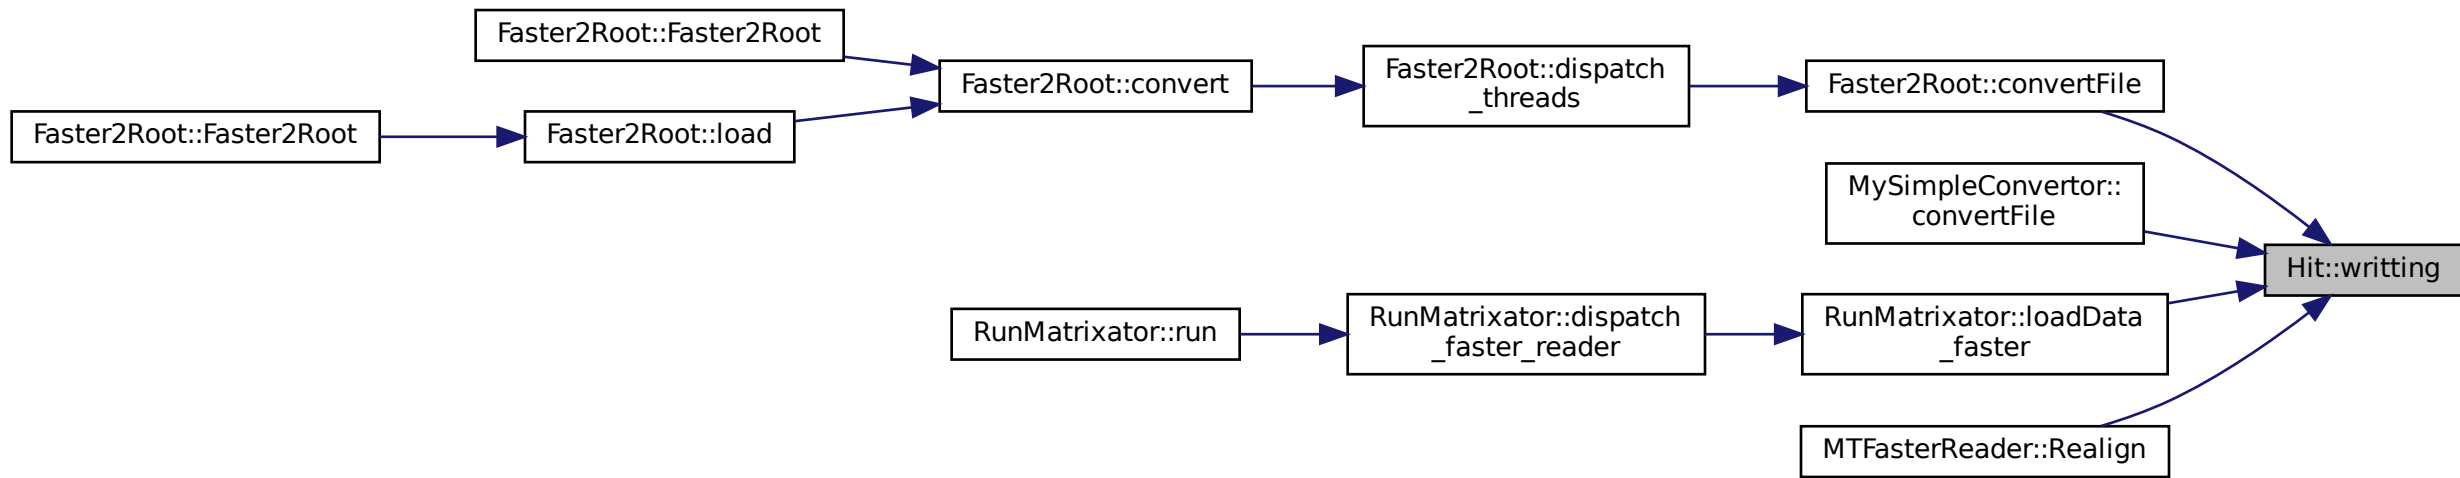 Faster2Root::Faster2Root
Faster2Root::dispatch
_threads
Faster2Root::convert
Faster2Root::convertFile
Faster2Root::Faster2Root
Faster2Root::load
MySimpleConvertor::
convertFile
Hit::writting
RunMatrixator::run
RunMatrixator::dispatch
_faster_reader
RunMatrixator::loadData
_faster
MTFasterReader::Realign